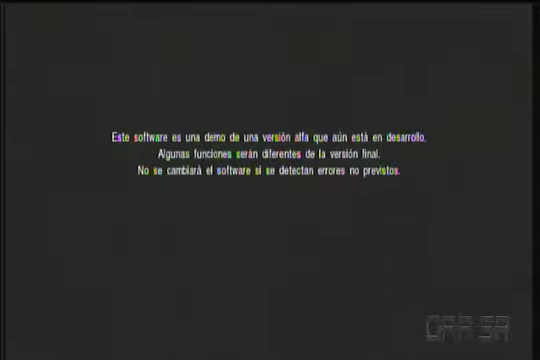 Este software es una demo de una versión alfa que aún está en desarrollo.
Algunas funciones serán diferentes de la versión final.
No se cambiará el software si se detectan errores no previstos.